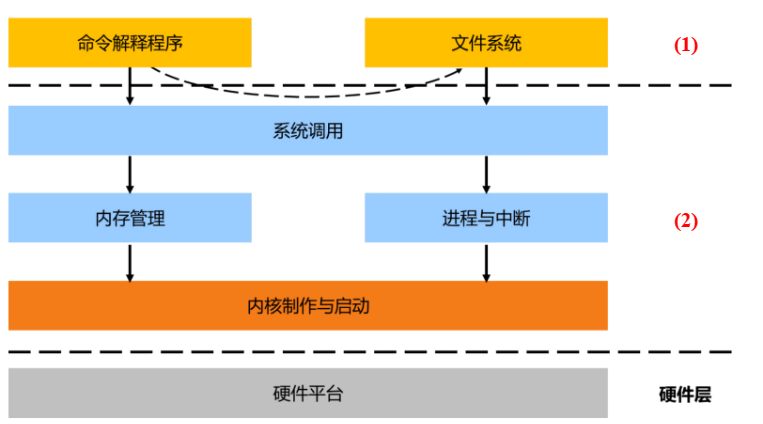 命令解释程序
文件系统
(1)
系统调用
内存管理
进程与中断
(2)
内核制作与启动
硬件平台
硬件层